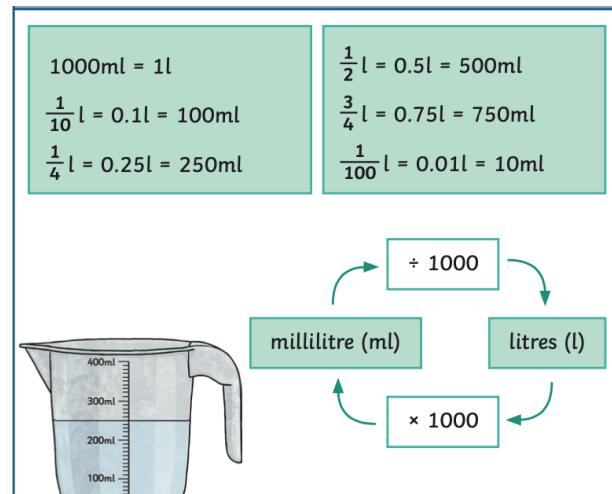 1000ml = 1l
1/10 l = 0.1l = 100ml
1/4 l = 0.25l = 250ml
1/2 l = 0.5l = 500ml
3/4 l = 0.75l = 750ml
1/100 l = 0.01l = 10ml
÷ 1000
millilitre (ml)
litres (l)
× 1000
400ml
300ml
200ml
100ml